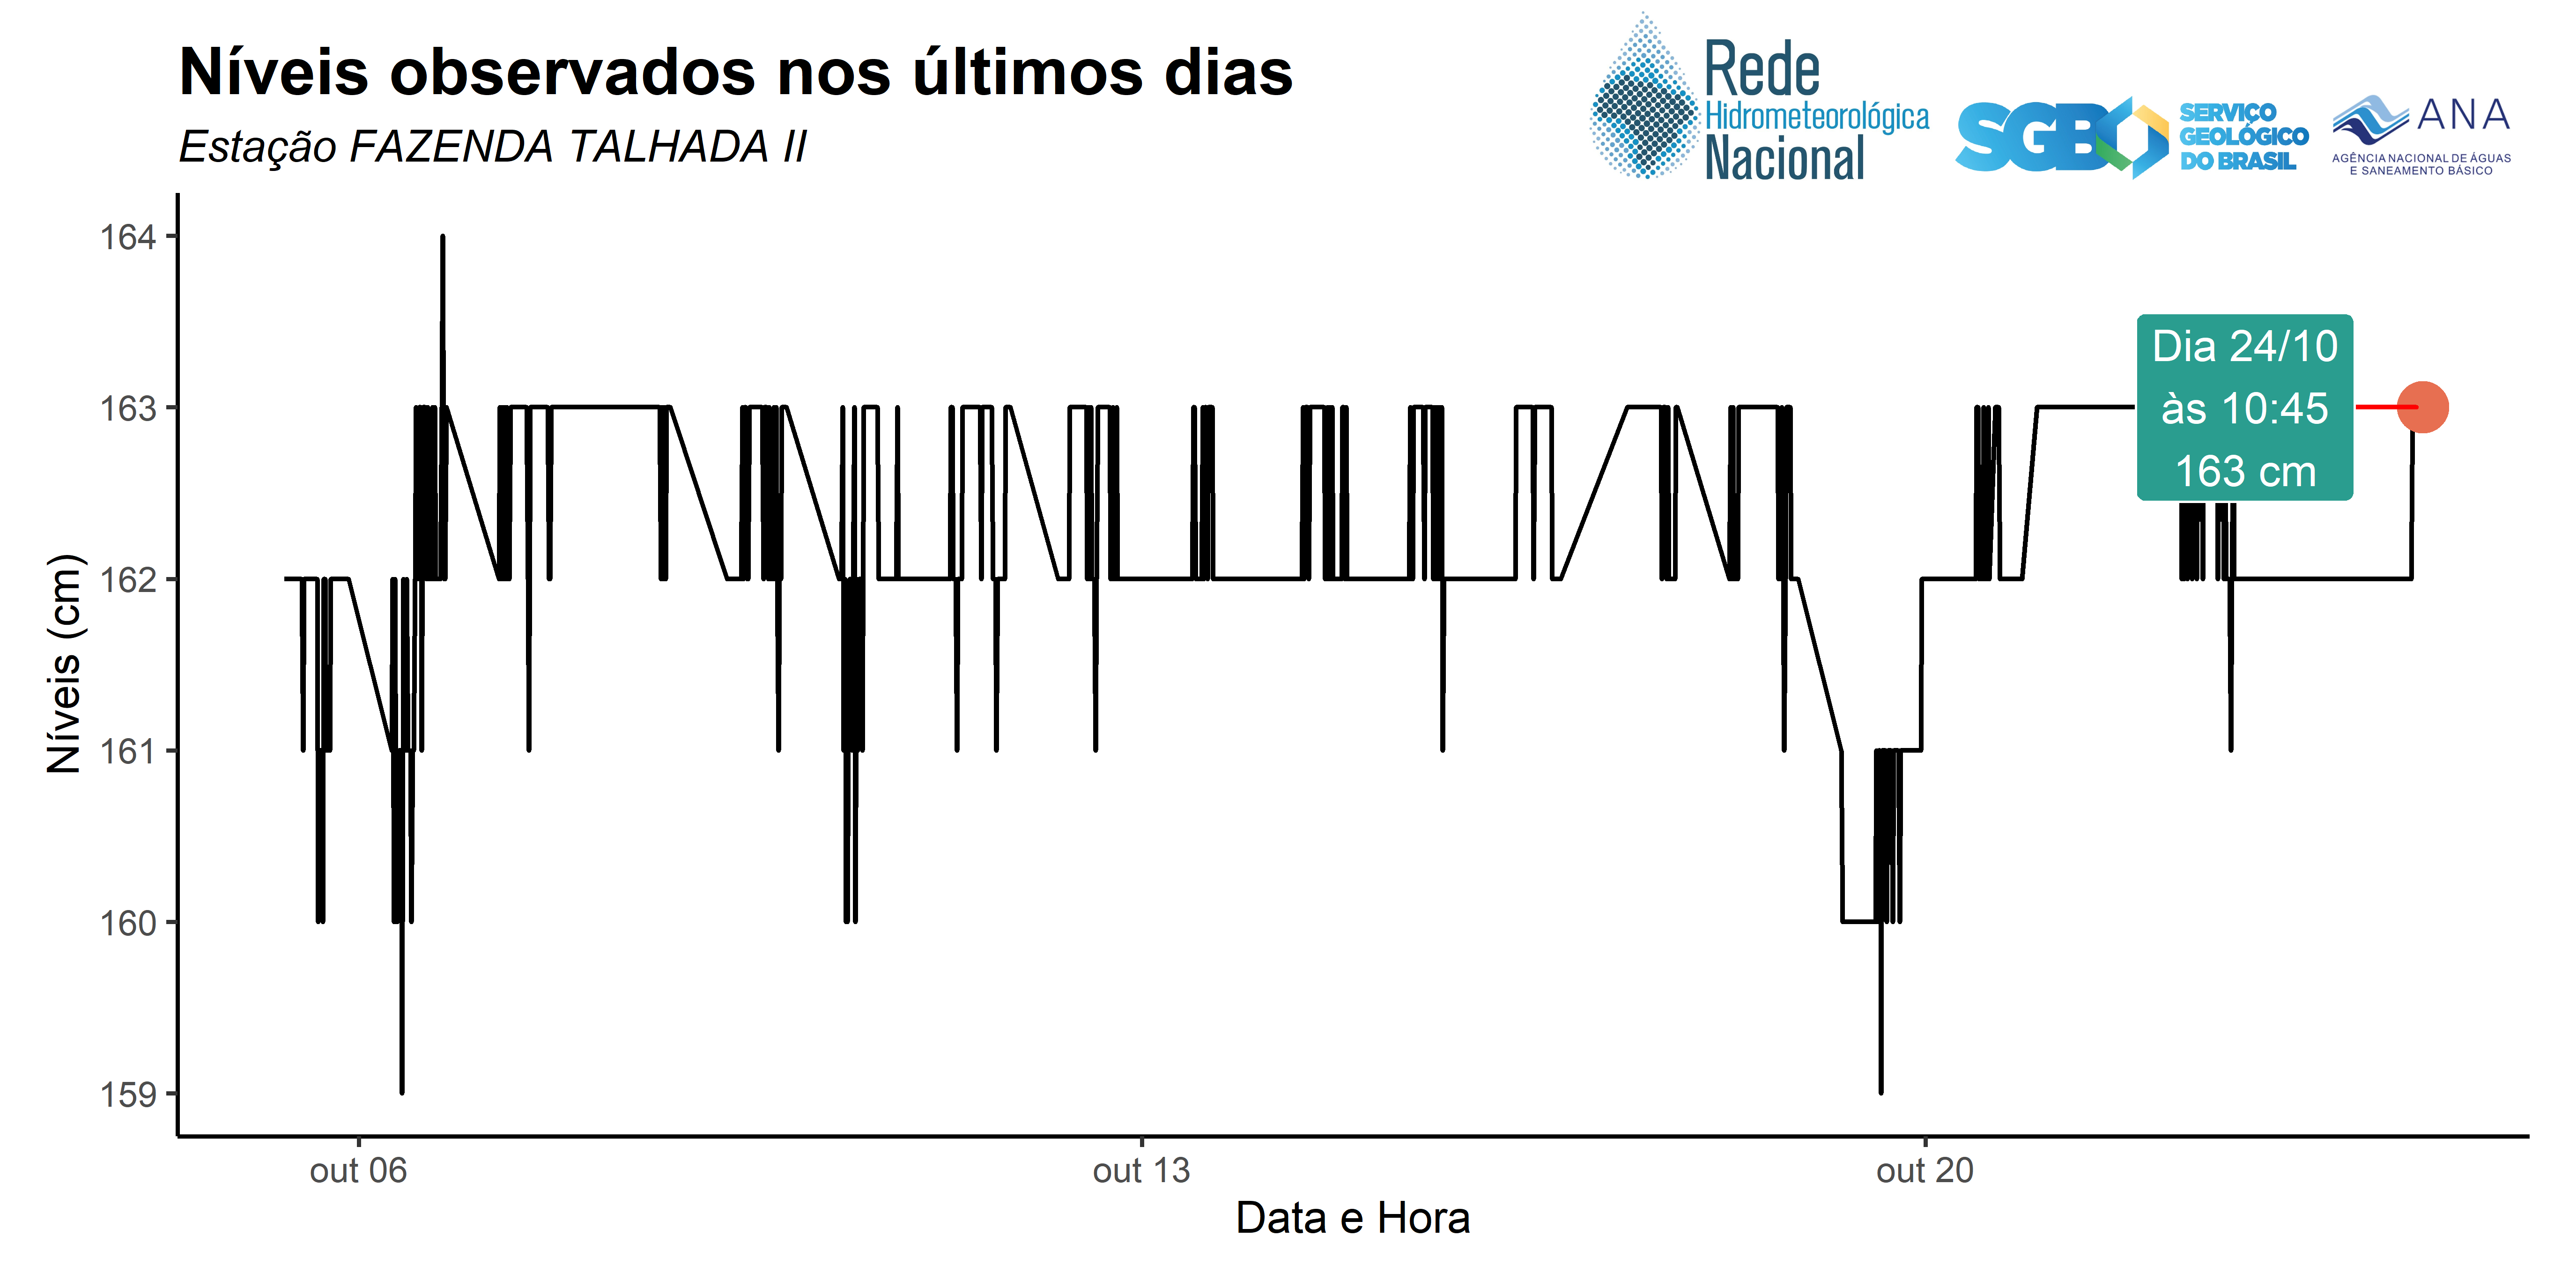 Níveis observados nos últimos dias
Estação FAZENDA TALHADA II
Rede
Hidrometeorológica
Nacional
SGB
SERVIÇO
GEOLÓGICO
DO BRASIL
ANA
AGÊNCIA NACIONAL DE ÁGUAS
E SANEAMENTO BÁSICO
164
163
162
161
160
159
Níveis (cm)
Dia 24/10
às 10:45
163 cm
out 06
out 13
out 20
Data e Hora